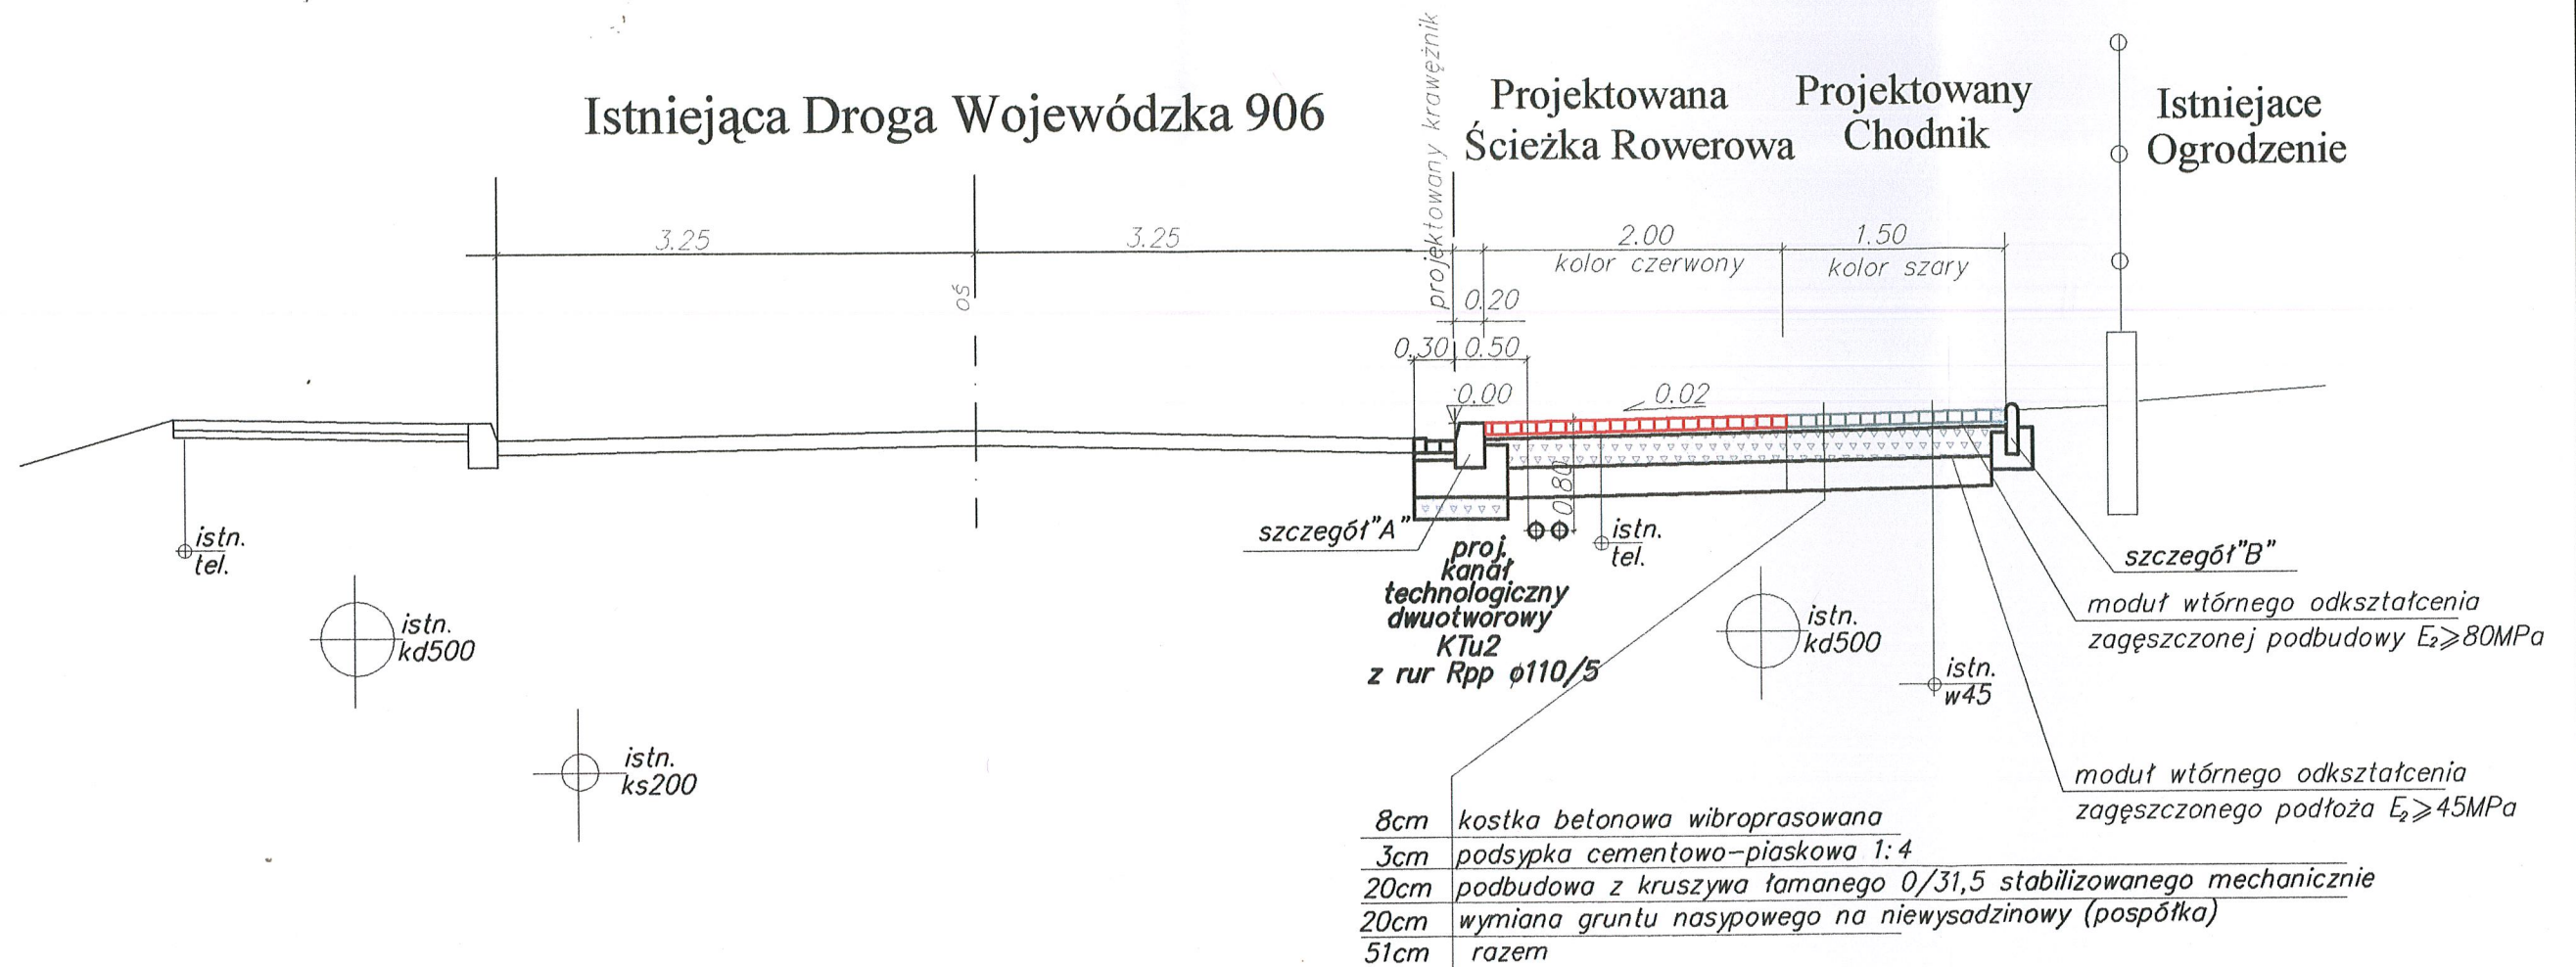 Istniejąca Droga Wojewódzka 906
projektowany krawężnik
Projektowana
Ścieżka Rowerowa
Projektowany
Chodnik
Istniejace
Ogrodzenie
3.25
3.25
2.00
1.50
kolor czerwony
kolor szary
oś
0.20
0.30
0.50
0.00
0.02
0.80
szczegół"A"
istn.
tel.
proj.
kanał
technologiczny
dwuotworowy
KTu2
z rur Rpp ø110/5
istn.
tel.
szczegół"B"
istn.
kd500
istn.
kd500
moduł wtórnego odkształcenia
zagęszczonej podbudowy E₂⩾80MPa
istn.
w45
istn.
ks200
moduł wtórnego odkształcenia
zagęszczonego podłoża E₂⩾45MPa
8cm kostka betonowa wibroprasowana
3cm podsypka cementowo-piaskowa 1:4
20cm podbudowa z kruszywa łamanego 0/31,5 stabilizowanego mechanicznie
20cm wymiana gruntu nasypowego na niewysadzinowy (pospółka)
51cm razem